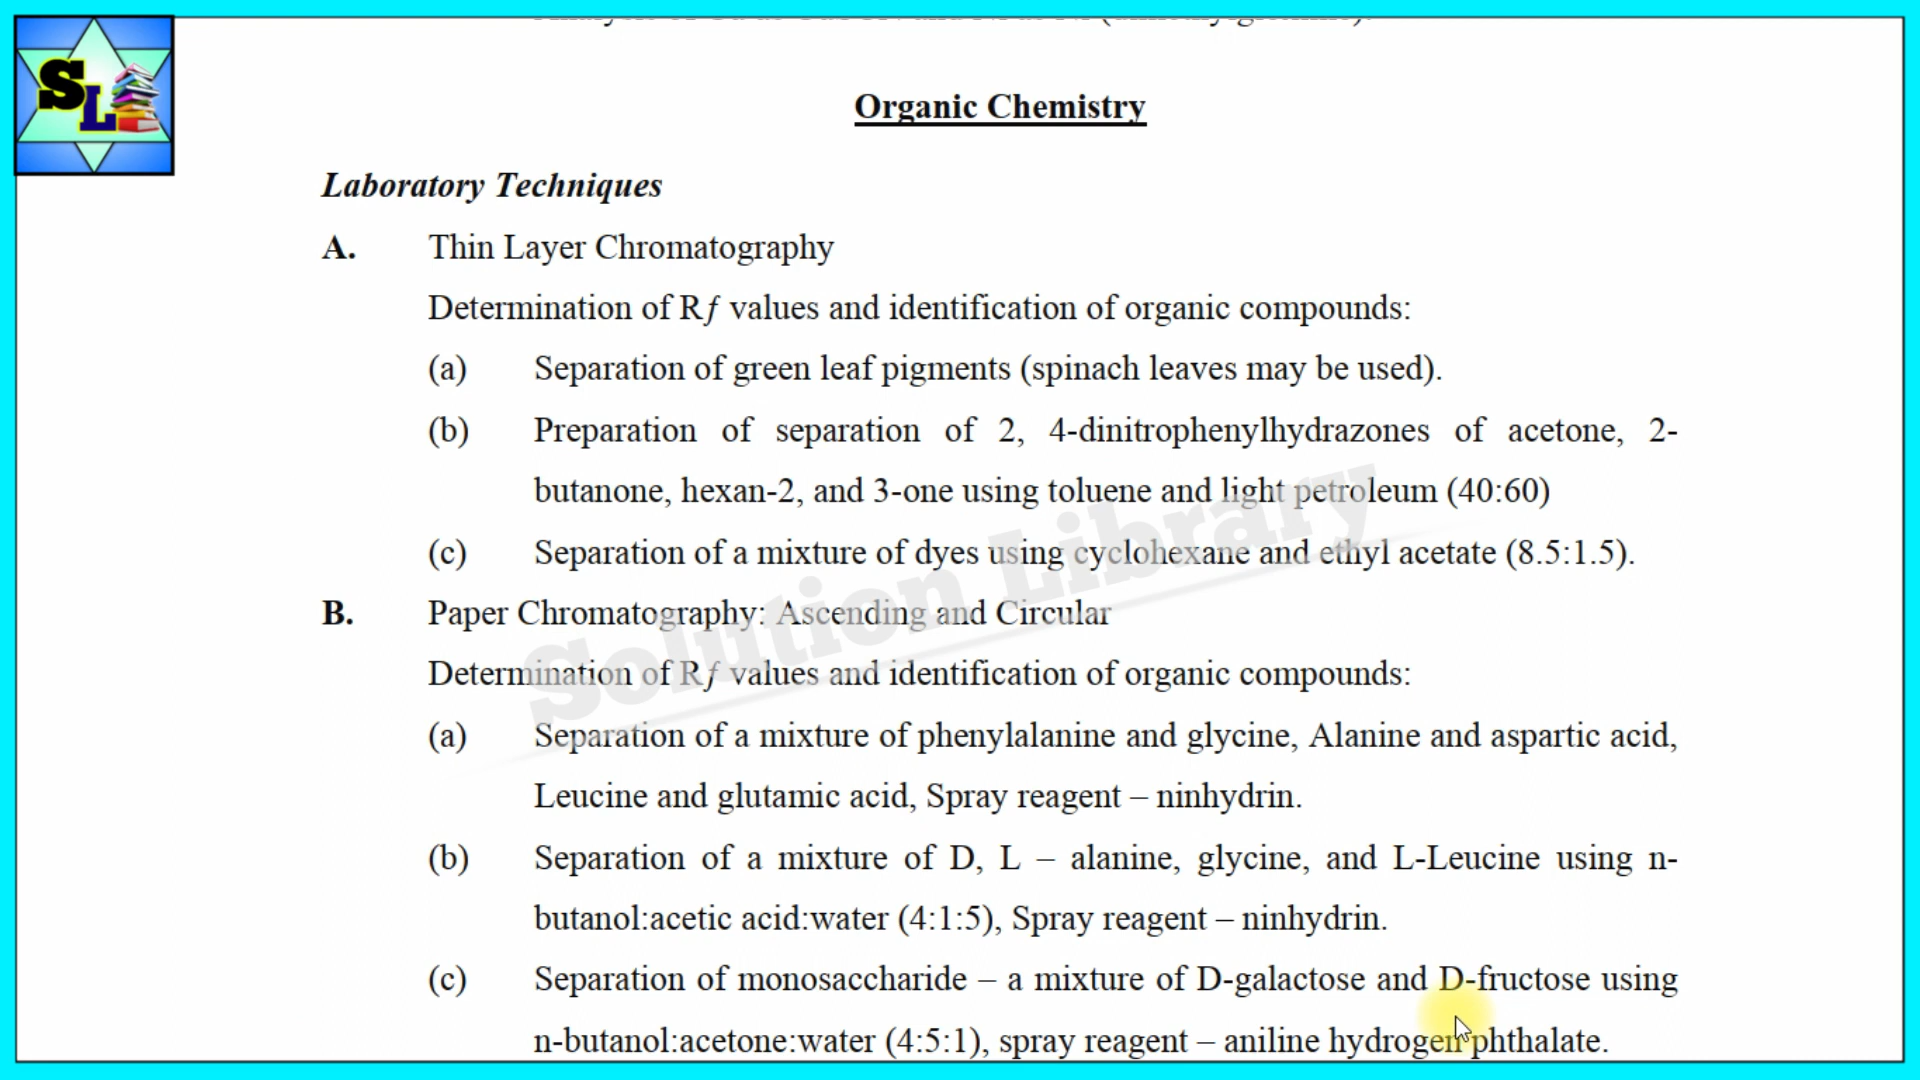 SL
Organic Chemistry
Laboratory Techniques
A. Thin Layer Chromatography
Determination of Rƒ values and identification of organic compounds:
(a) Separation of green leaf pigments (spinach leaves may be used).
(b) Preparation of separation of 2, 4-dinitrophenylhydrazones of acetone, 2-
butanone, hexan-2, and 3-one using toluene and light petroleum (40:60)
(c) Separation of a mixture of dyes using cyclohexane and ethyl acetate (8.5:1.5).
B. Paper Chromatography: Ascending and Circular
Determination of Rƒ values and identification of organic compounds:
(a) Separation of a mixture of phenylalanine and glycine, Alanine and aspartic acid,
Leucine and glutamic acid, Spray reagent – ninhydrin.
(b) Separation of a mixture of D, L – alanine, glycine, and L-Leucine using n-
butanol:acetic acid:water (4:1:5), Spray reagent – ninhydrin.
(c) Separation of monosaccharide – a mixture of D-galactose and D-fructose using
n-butanol:acetone:water (4:5:1), spray reagent – aniline hydrogen phthalate.
Solution Library